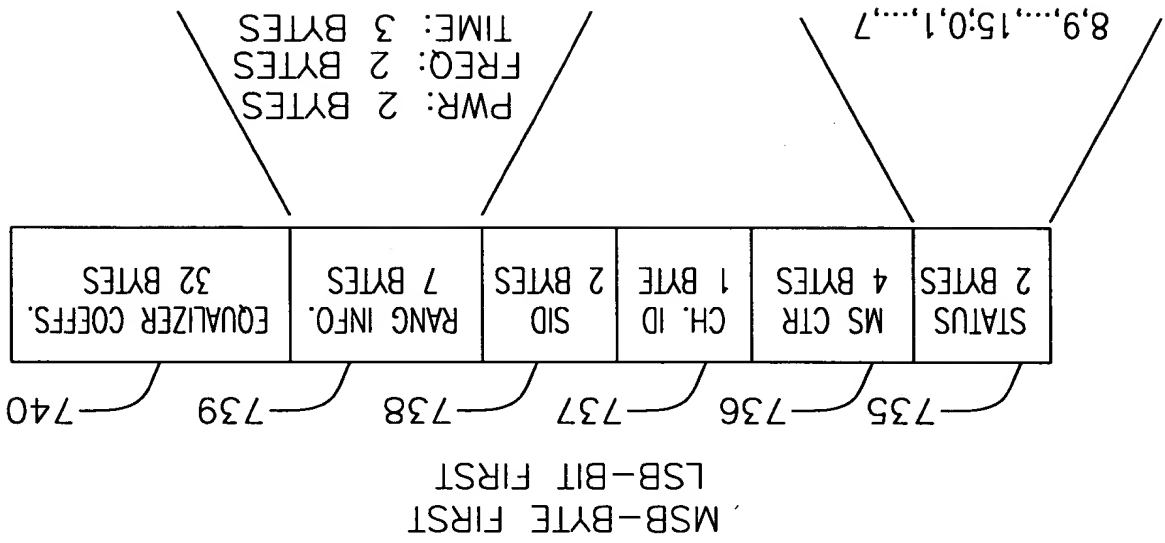 MSB-BYTE FIRST
LSB-BIT FIRST
735 736 737 738 739 740
STATUS
2 BYTES
MS CTR
4 BYTES
CH. ID
1 BYTE
SID
2 BYTES
RANG INFO.
7 BYTES
EQUALIZER COEFFS.
32 BYTES
8,9,...,15;0,1,...,7
PWR: 2 BYTES
FREQ: 2 BYTES
TIME: 3 BYTES